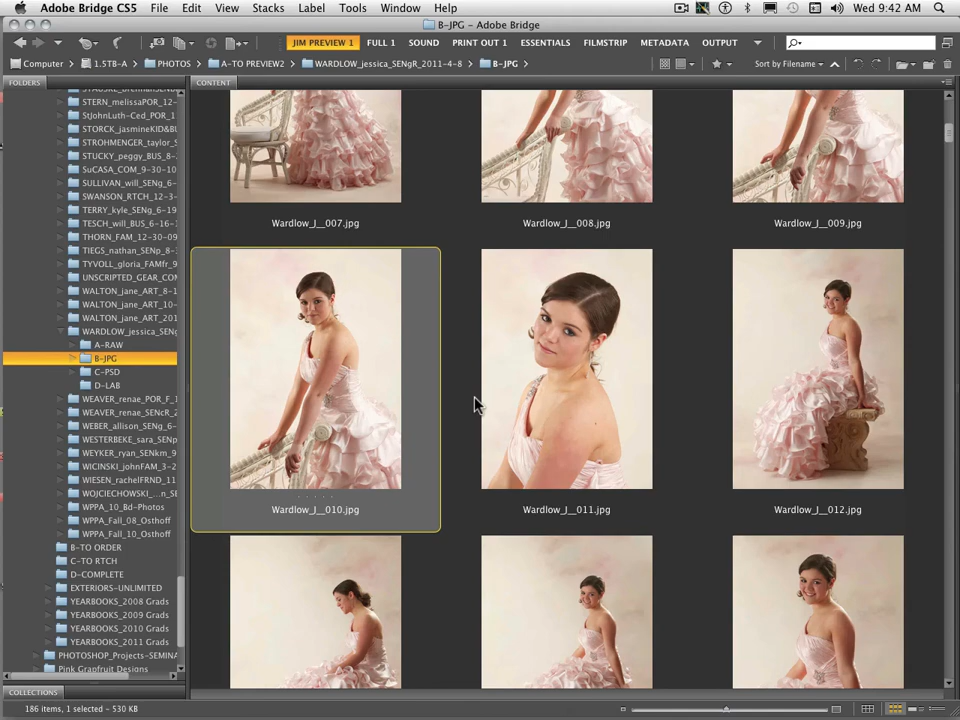 Adobe Bridge CS5 File Edit View Stacks Label Tools Window Help Wed 9:42 AM
B-JPG – Adobe Bridge
JIM PREVIEW 1 FULL 1 SOUND PRINT OUT 1 ESSENTIALS FILMSTRIP METADATA OUTPUT
Computer 1.5TB-A PHOTOS A-TO PREVIEW2 WARDLOW_jessica_SENgR_2011-4-8 B-JPG Sort by Filename
FOLDERS CONTENT
STERN_melissaPOR_12-
StJohnLuth-Ced_POR_1
STORCK_jasmineKID&BU
STROHMENGER_taylor_S
STUCKY_peggy_BUS_8-
SuCASA_COM_9-30-10
SULLIVAN_will_SENg_6-
SWANSON_RTCH_12-3-
TERRY_kyle_SENg_6-19
TESCH_will_BUS_6-16-1
THORN_FAM_12-30-09
TIEGS_nathan_SENp_8-
TYVOLL_gloria_FAMfr_9
UNSCRIPTED_GEAR_COM
WALTON_jane_ART_8-1
WALTON_jane_ART_10-
WALTON_jane_ART_12-
WARDLOW_jessica_SENg
A-RAW
B-JPG
C-PSD
D-LAB
WEAVER_renae_POR_F_1
WEAVER_renae_SENcR_2
WEBER_allison_SENg_6-
WESTERBEKE_sara_SENp
WEYKER_ryan_SENkm_9
WICINSKI_johnFAM_3-2
WIESEN_rachelFRND_11
WOJCIECHOWSKI_...n_SE
WPPA_10_Bd-Photos
WPPA_Fall_08_Osthoff
WPPA_Fall_10_Osthoff
B-TO ORDER
C-TO RTCH
D-COMPLETE
EXTERIORS-UNLIMITED
YEARBOOKS_2008 Grads
YEARBOOKS_2009 Grads
YEARBOOKS_2010 Grads
YEARBOOKS_2011 Grads
PHOTOSHOP_Projects-SEMINA
Pink Grapfruit Designs
COLLECTIONS
Wardlow_J__007.jpg Wardlow_J__008.jpg Wardlow_J__009.jpg
Wardlow_J__010.jpg Wardlow_J__011.jpg Wardlow_J__012.jpg
186 items, 1 selected - 530 KB